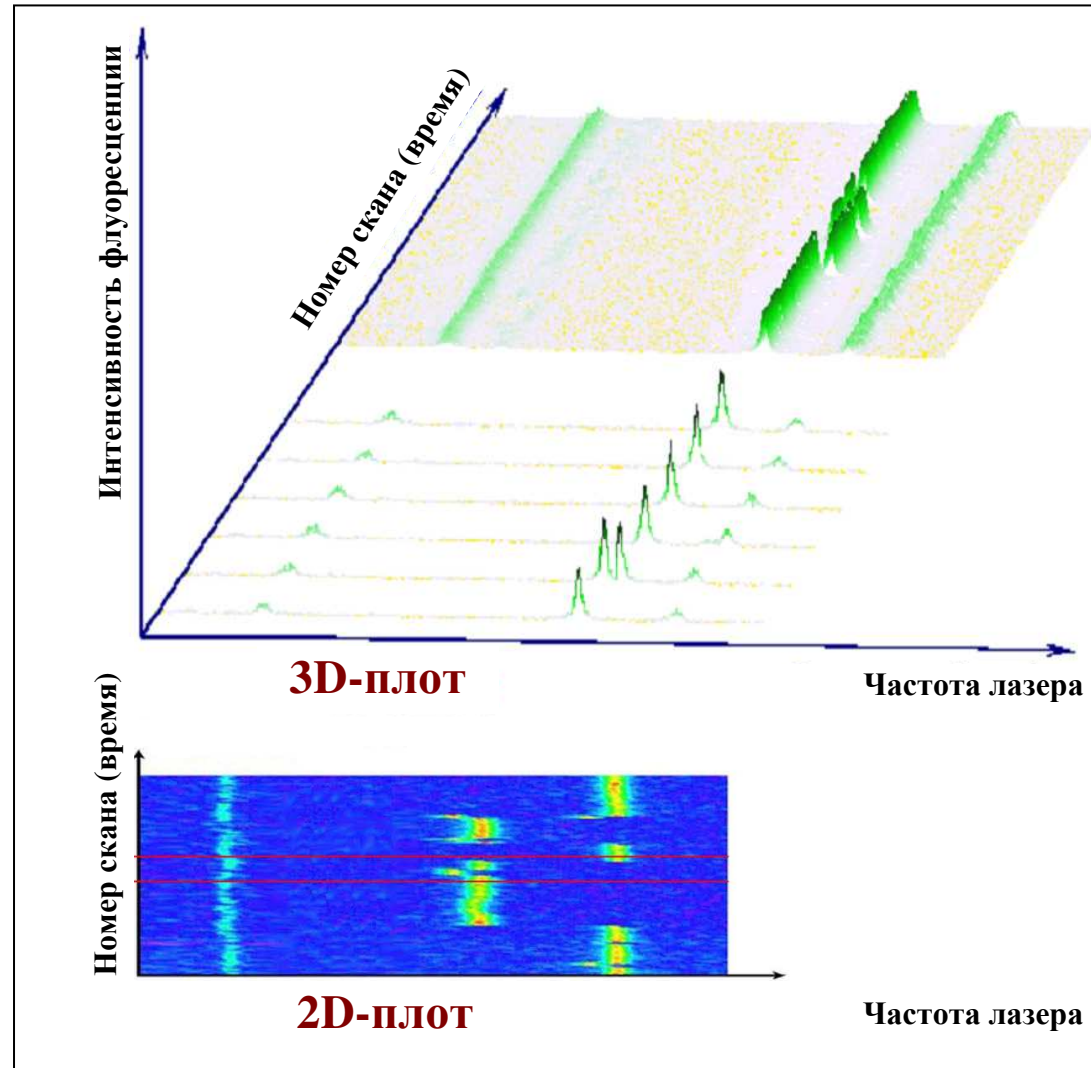 Интенсивность флуоресценции
Номер скана (время)
3D-плот
Частота лазера
Номер скана (время)
2D-плот
Частота лазера